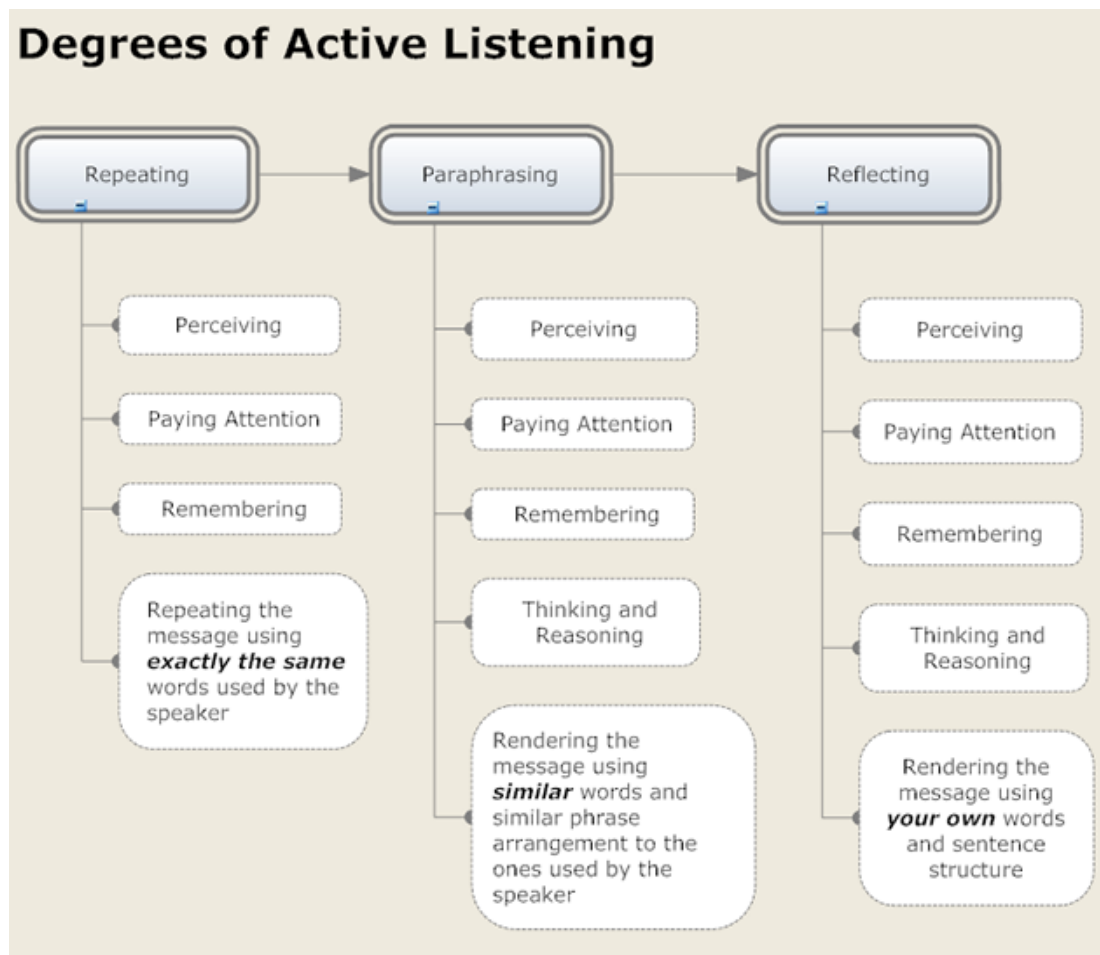 Degrees of Active Listening
Repeating
Paraphrasing
Reflecting
Perceiving
Paying Attention
Remembering
Repeating the
message using
exactly the same
words used by the
speaker
Perceiving
Paying Attention
Remembering
Thinking and
Reasoning
Rendering the
message using
similar words and
similar phrase
arrangement to the
ones used by the
speaker
Perceiving
Paying Attention
Remembering
Thinking and
Reasoning
Rendering the
message using
your own words
and sentence
structure